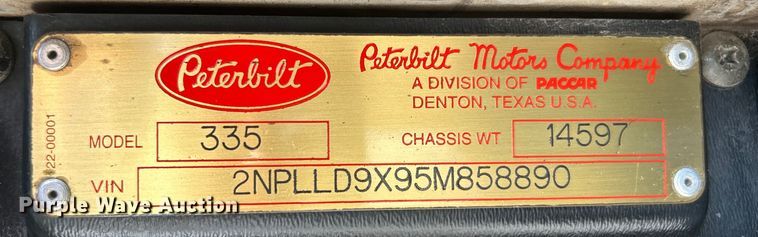 Peterbilt
Peterbilt Motors Company
A DIVISION OF PACCAR
DENTON, TEXAS U.S.A.
MODEL 335 CHASSIS WT 14597
VIN 2NPLLD9X95M858890
22-00001
Purple Wave Auction